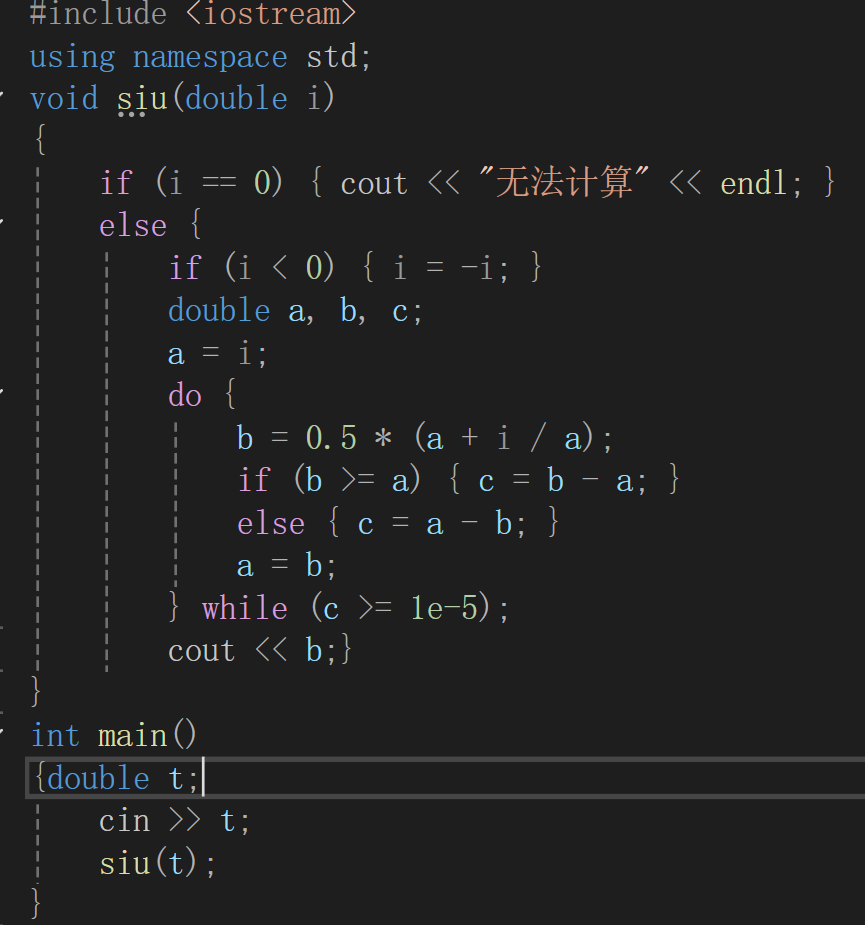 #include <iostream>
using namespace std;
void siu(double i)
{
if (i == 0) { cout << "无法计算" << endl; }
else {
if (i < 0) { i = -i; }
double a, b, c;
a = i;
do {
b = 0.5 * (a + i / a);
if (b >= a) { c = b - a; }
else { c = a - b; }
a = b;
} while (c >= 1e-5);
cout << b;}
}
int main()
{double t;
cin >> t;
siu(t);
}